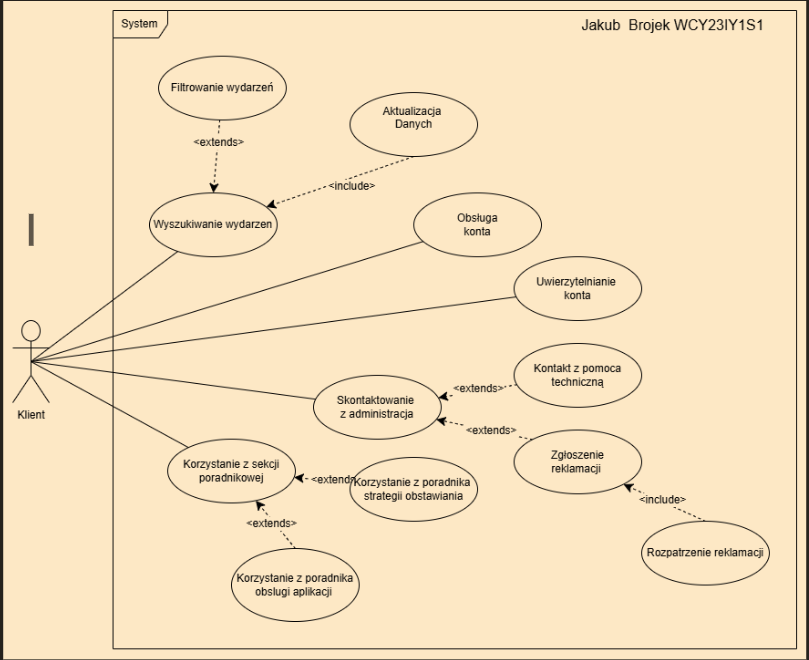 System
Jakub Brojek WCY23IY1S1
Filtrowanie wydarzeń
Aktualizacja
Danych
<extends>
<include>
Wyszukiwanie wydarzen
Obsługa
konta
Uwierzytelnianie
konta
Kontakt z pomoca
techniczną
<extends>
Skontaktowanie
z administracja
Klient
<extends>
Zgłoszenie
reklamacji
Korzystanie z sekcji
poradnikowej
<extends
Korzystanie z poradnika
strategii obstawiania
<include>
<extends>
Rozpatrzenie reklamacji
Korzystanie z poradnika
obslugi aplikacji